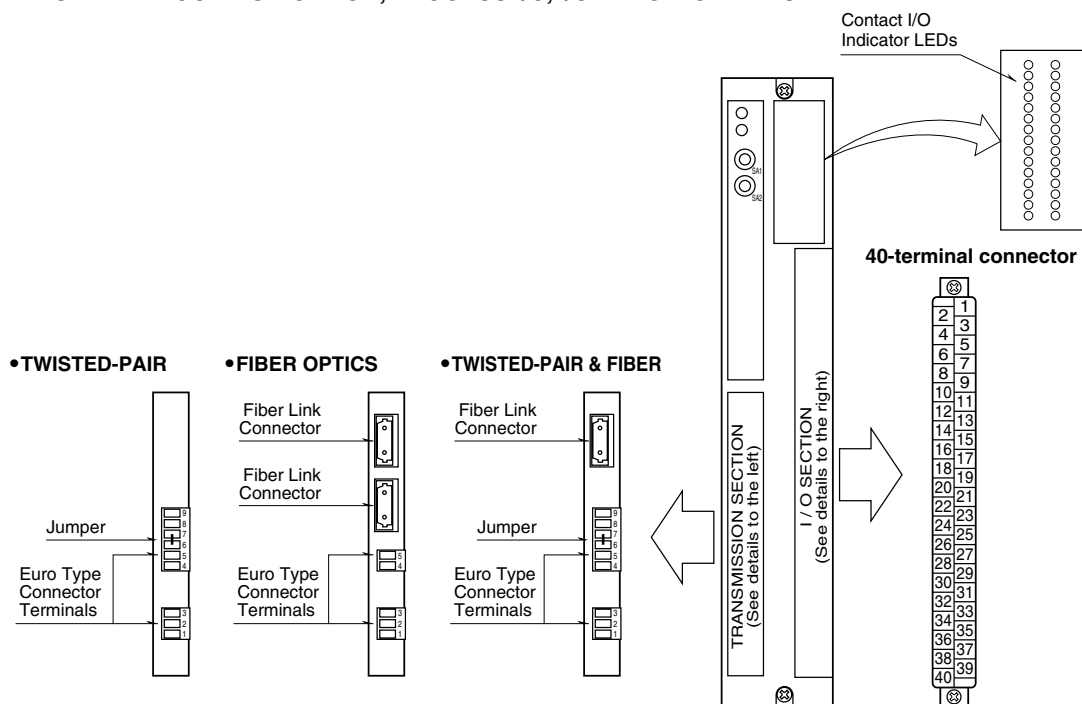 Contact I/O
Indicator LEDs
SA1
SA2
40-terminal connector
1
2
3
4
5
6
7
8
9
10
11
12
13
14
15
16
17
18
19
20
21
22
23
24
25
26
27
28
29
30
31
32
33
34
35
36
37
38
39
40
TRANSMISSION SECTION
(See details to the left)
I / O SECTION
(See details to the right)
•TWISTED-PAIR
Jumper
Euro Type
Connector
Terminals
9
8
7
6
5
4
3
2
1
•FIBER OPTICS
Fiber Link
Connector
Fiber Link
Connector
Euro Type
Connector
Terminals
5
4
3
2
1
•TWISTED-PAIR & FIBER
Fiber Link
Connector
Jumper
Euro Type
Connector
Terminals
9
8
7
6
5
4
3
2
1